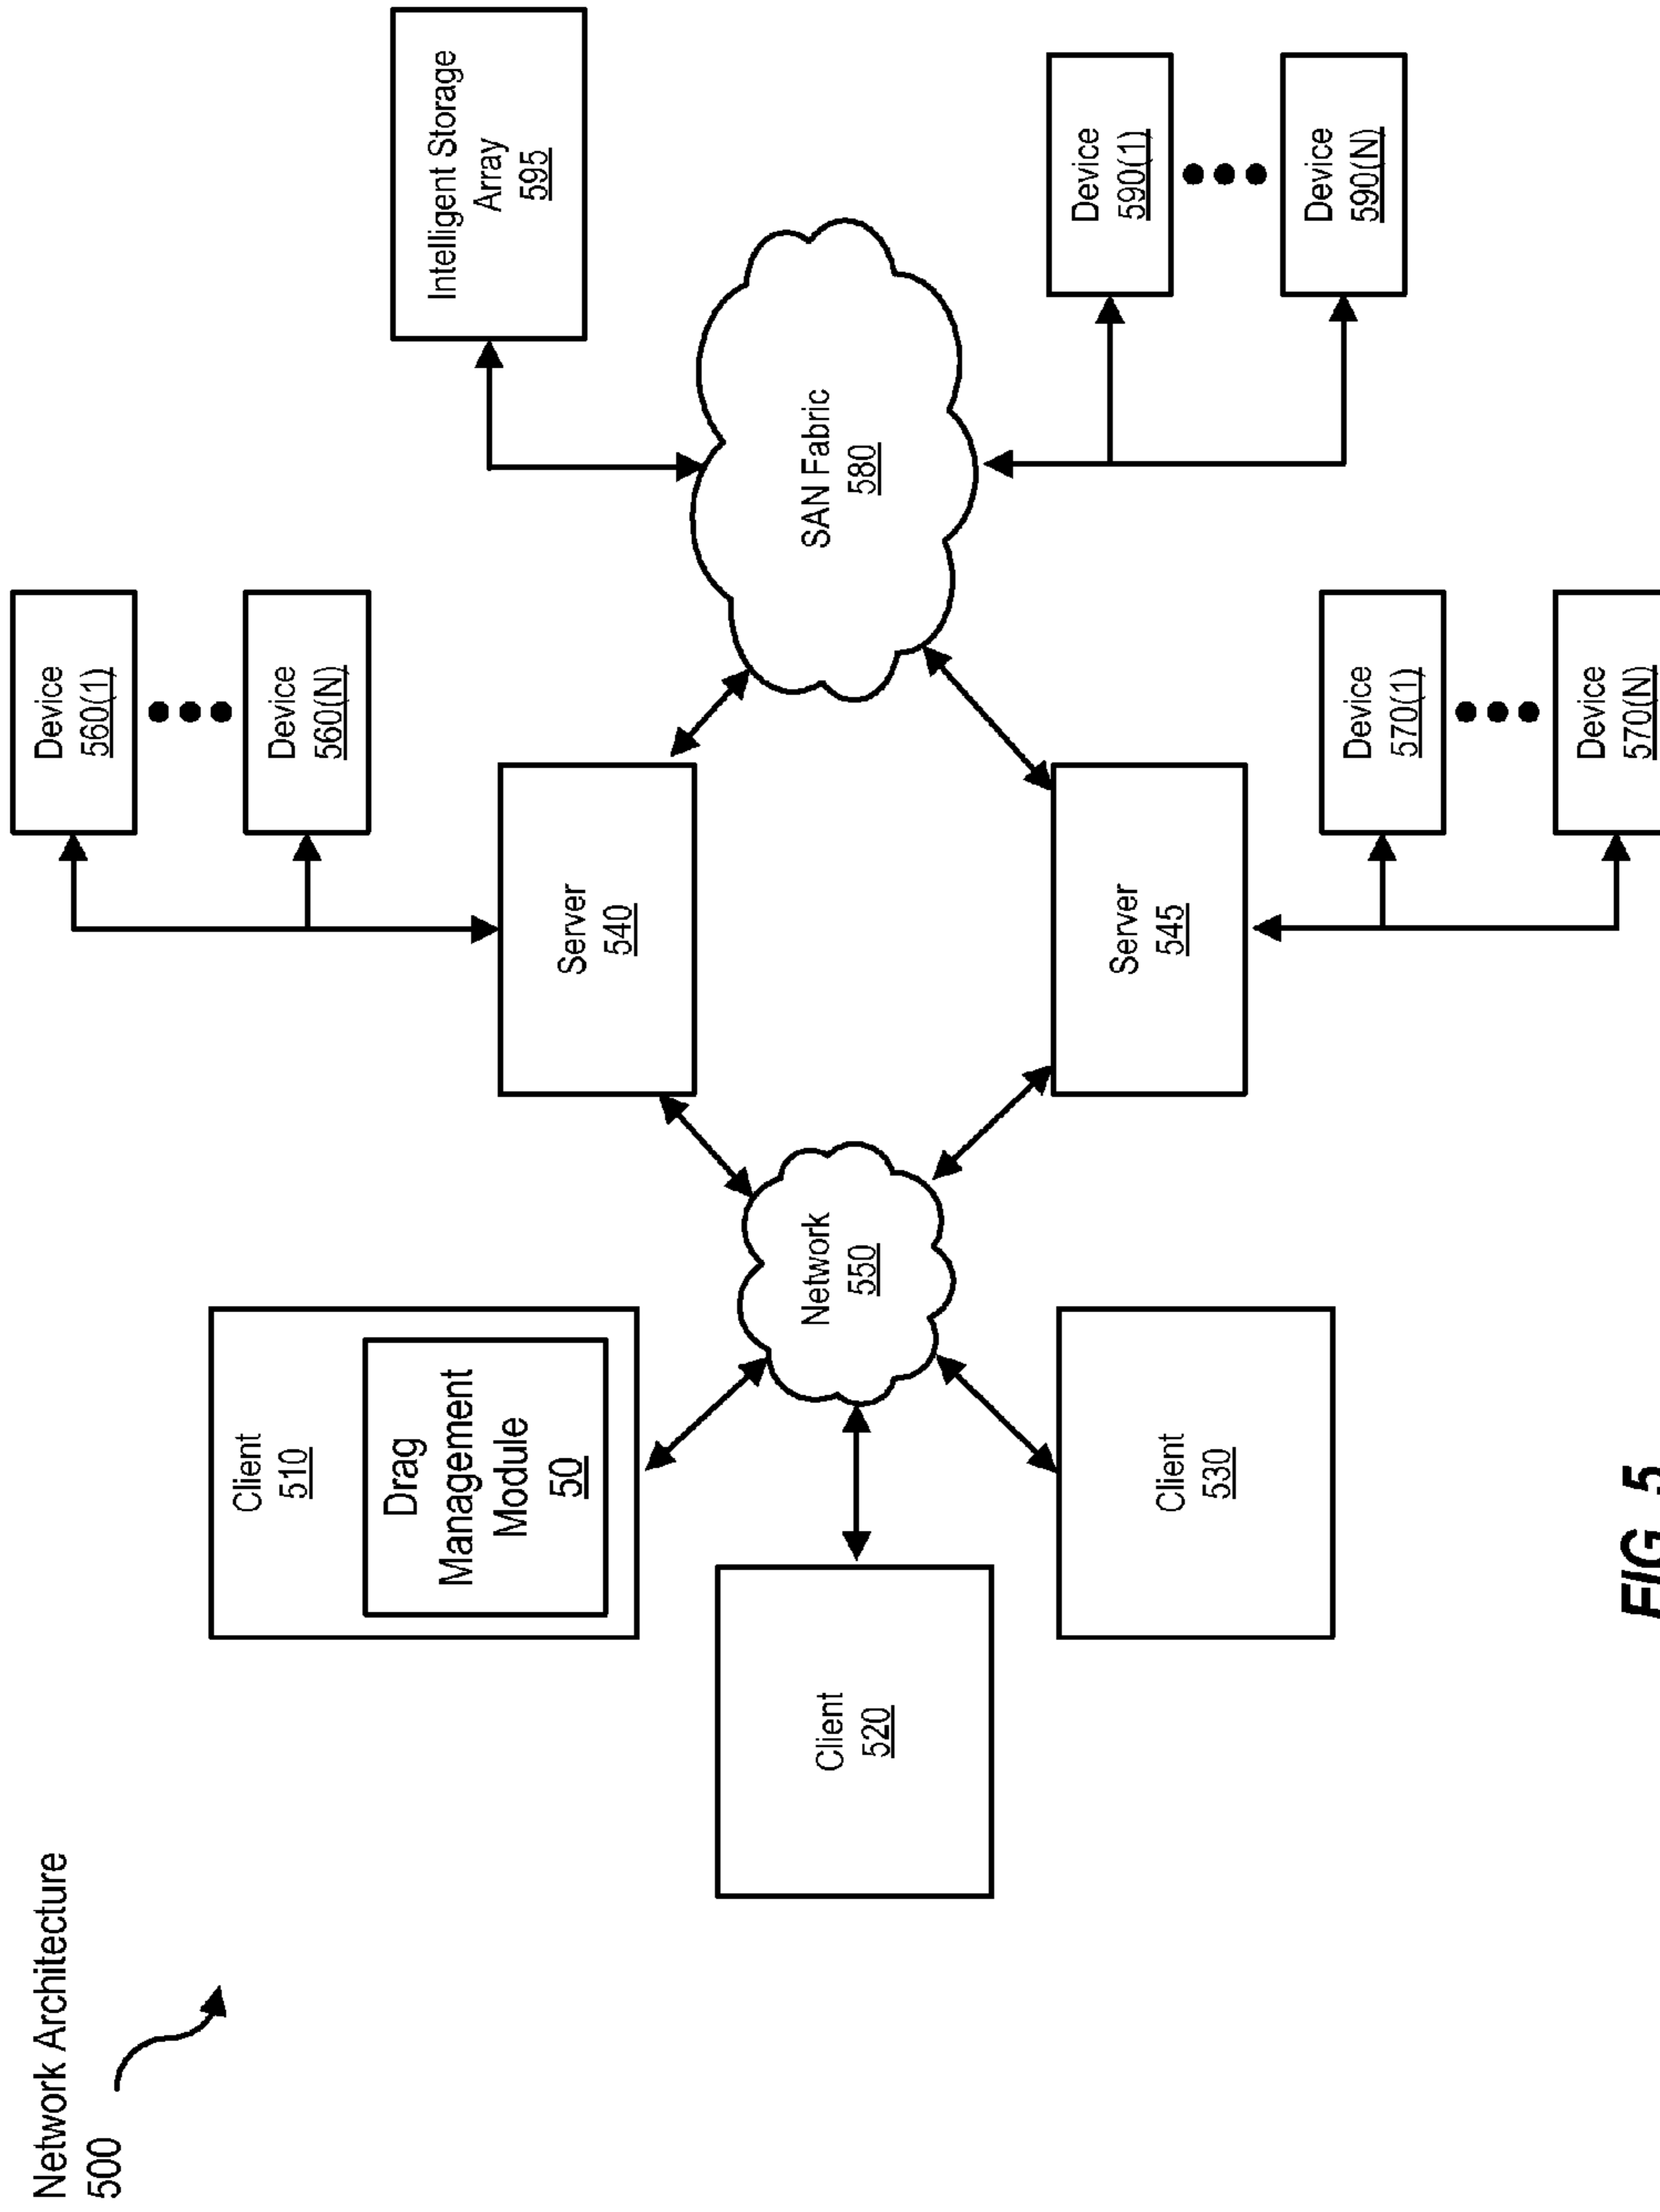 Network Architecture
500
Client
510
Drag
Management
Module
50
Client
520
Client
530
Network
550
Server
540
Server
545
Device
560(1)
Device
560(N)
Device
570(1)
Device
570(N)
SAN Fabric
580
Intelligent Storage
Array
595
Device
590(1)
Device
590(N)
FIG. 5